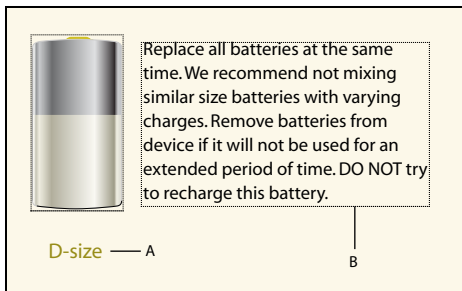 Replace all batteries at the same
time. We recommend not mixing
similar size batteries with varying
charges. Remove batteries from
device if it will not be used for an
extended period of time. DO NOT try
to recharge this battery.
D-size
A
B